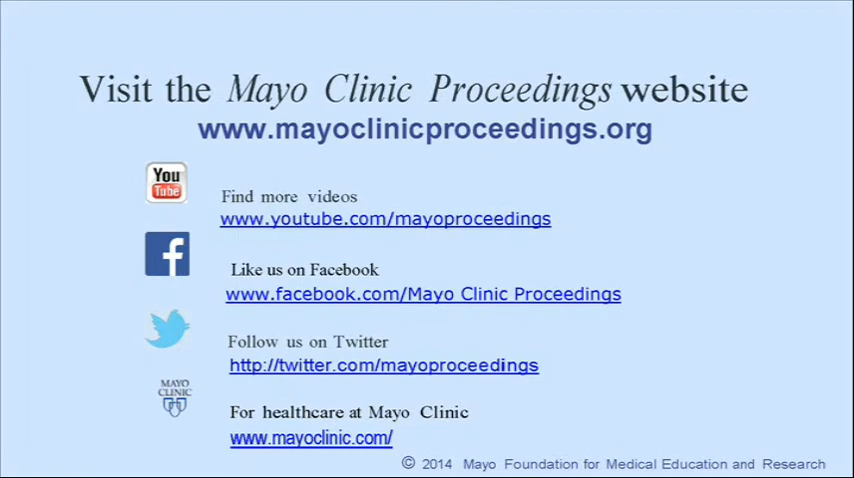 Visit the Mayo Clinic Proceedings website
www.mayoclinicproceedings.org
You
Tube
Find more videos
www.youtube.com/mayoproceedings
f
Like us on Facebook
www.facebook.com/Mayo Clinic Proceedings
Follow us on Twitter
http://twitter.com/mayoproceedings
MAYO
CLINIC
For healthcare at Mayo Clinic
www.mayoclinic.com/
© 2014 Mayo Foundation for Medical Education and Research